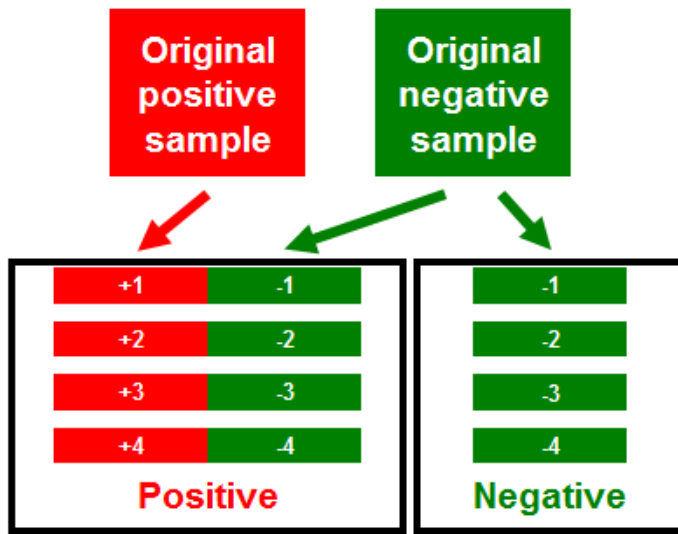 Original
positive
sample
Original
negative
sample
+1 -1
+2 -2
+3 -3
+4 -4
Positive
-1
-2
-3
-4
Negative